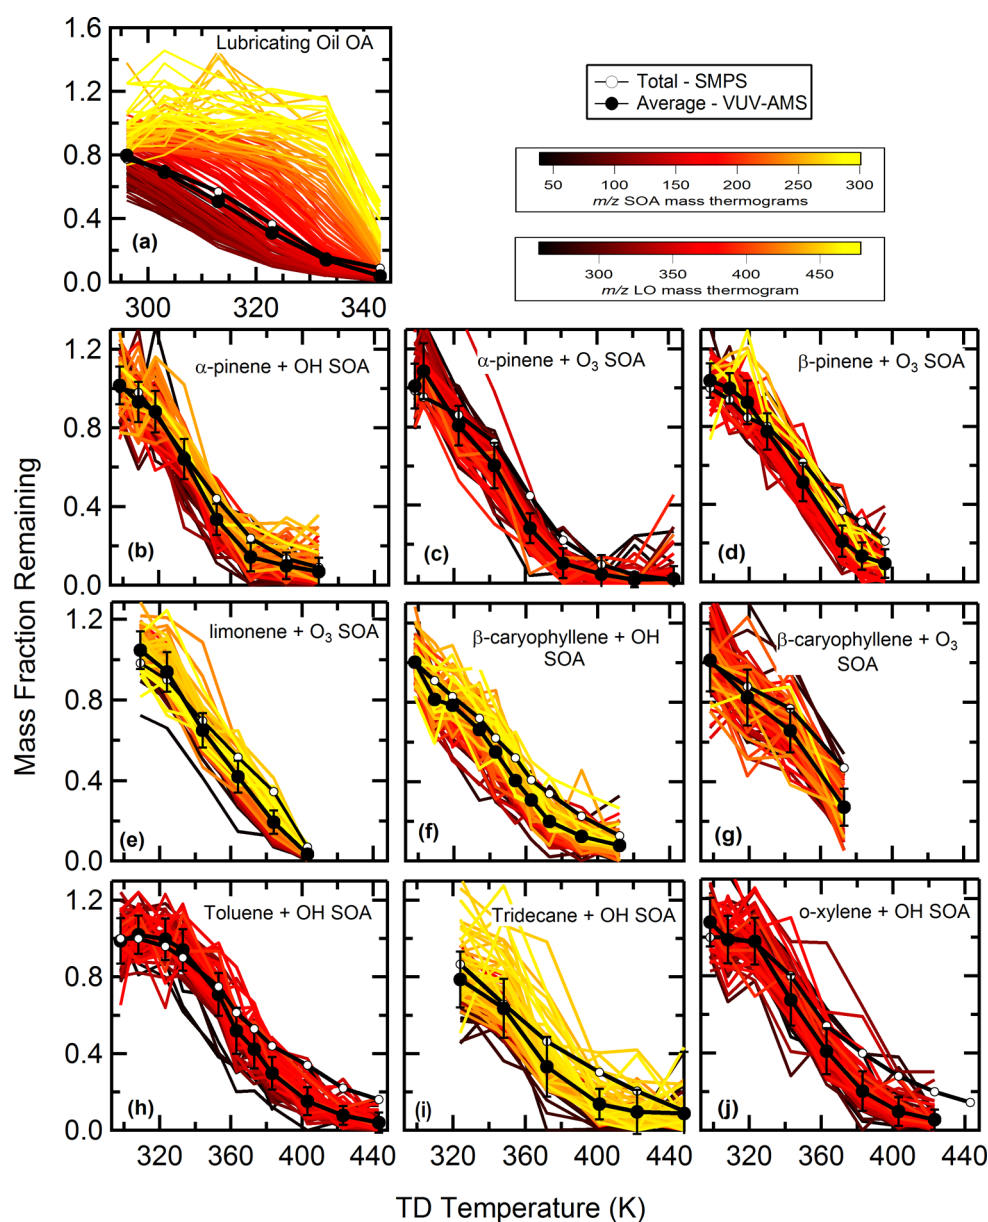 Mass Fraction Remaining
1.6
1.2
0.8
0.4
0.0
Lubricating Oil OA
(a)
300
320
340
Total - SMPS
Average - VUV-AMS
50 100 150 200 250 300
m/z SOA mass thermograms
300 350 400 450
m/z LO mass thermogram
1.2
0.8
0.4
0.0
α-pinene + OH SOA
(b)
α-pinene + O₃ SOA
(c)
β-pinene + O₃ SOA
(d)
1.2
0.8
0.4
0.0
limonene + O₃ SOA
(e)
β-caryophyllene + OH
SOA
(f)
β-caryophyllene + O₃
SOA
(g)
1.2
0.8
0.4
0.0
Toluene + OH SOA
(h)
Tridecane + OH SOA
(i)
o-xylene + OH SOA
(j)
320 360 400 440
320 360 400 440
320 360 400 440
TD Temperature (K)